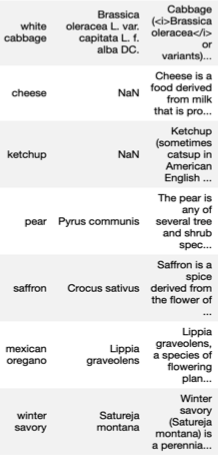 white cabbage
Brassica oleracea L. var. capitata L. f. alba DC.
Cabbage (<i>Brassica oleracea</i> or variants)...
cheese
NaN
Cheese is a food derived from milk that is pro...
ketchup
NaN
Ketchup (sometimes catsup in American English ...
pear
Pyrus communis
The pear is any of several tree and shrub spec...
saffron
Crocus sativus
Saffron is a spice derived from the flower of ...
mexican oregano
Lippia graveolens
Lippia graveolens, a species of flowering plan...
winter savory
Satureja montana
Winter savory (Satureja montana) is a perennia...